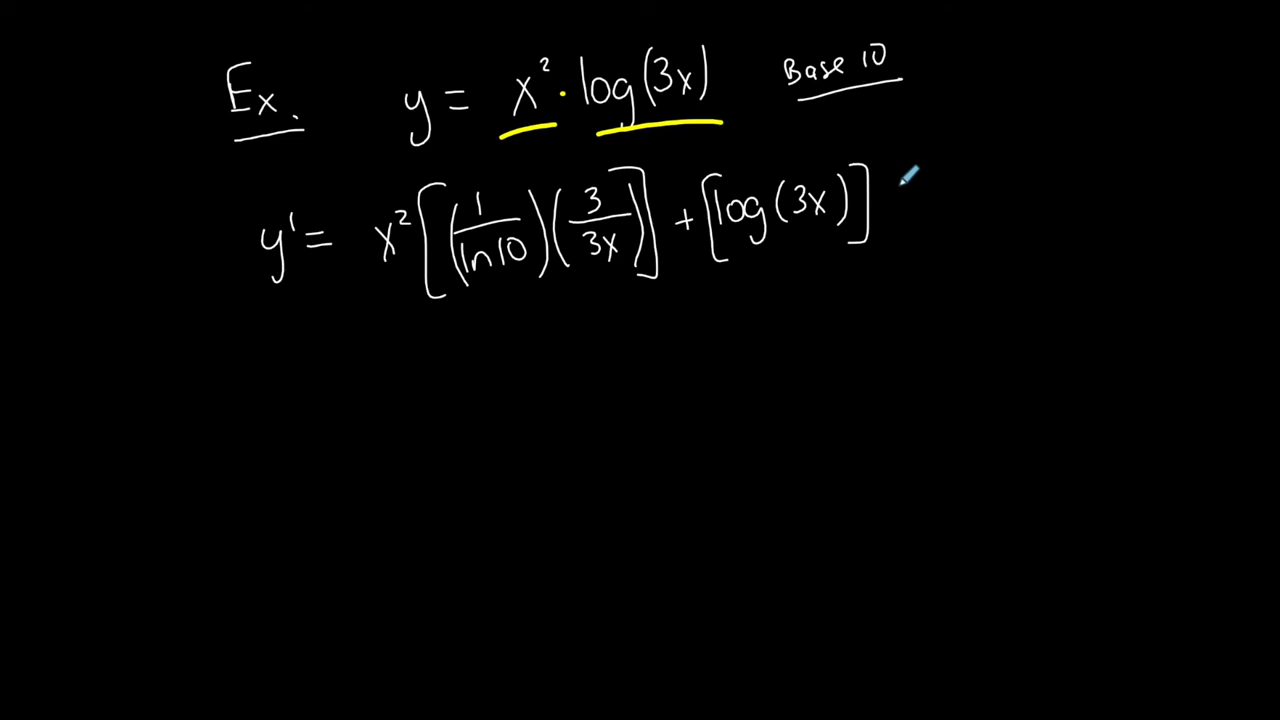 Ex. y = x² · log(3x) Base 10
y' = x² [(1/ln10)(3/3x)] + [log(3x)]